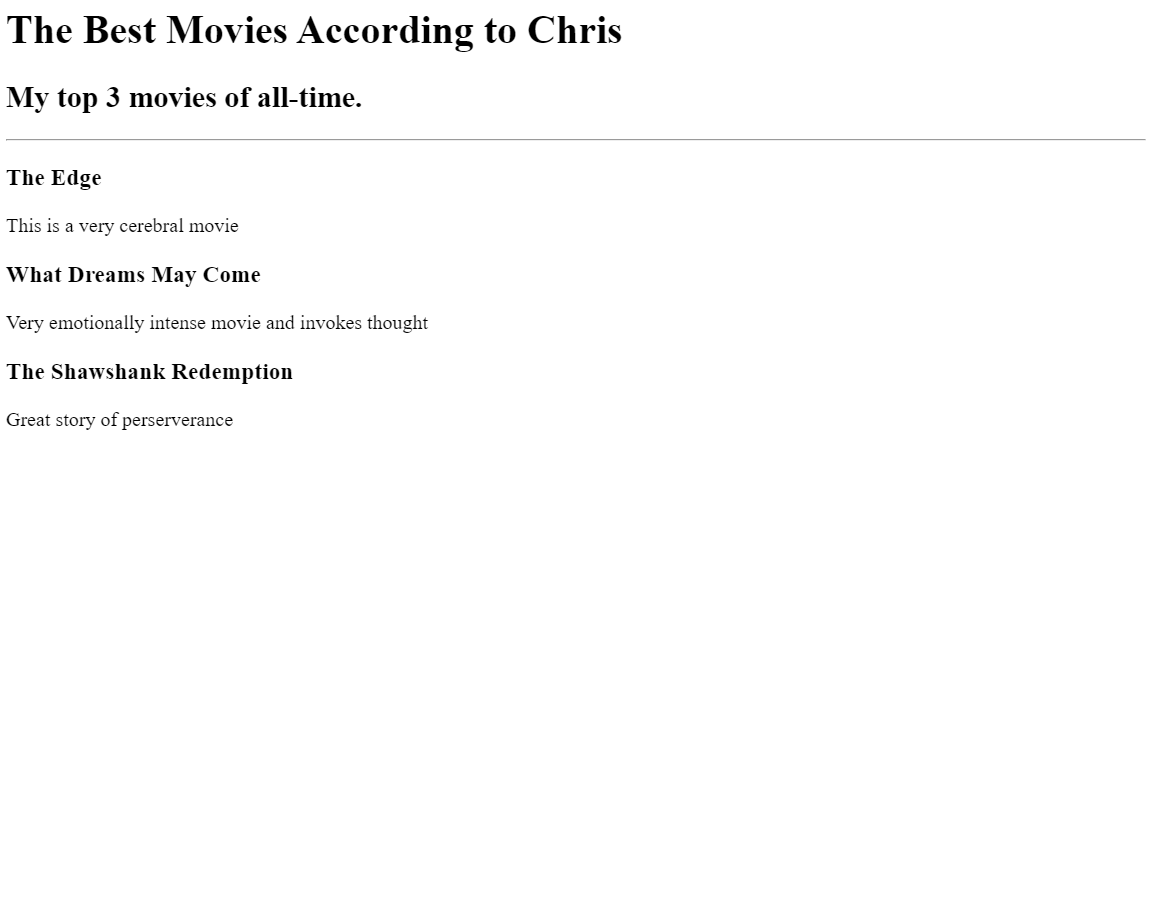 The Best Movies According to Chris
My top 3 movies of all-time.
The Edge
This is a very cerebral movie
What Dreams May Come
Very emotionally intense movie and invokes thought
The Shawshank Redemption
Great story of perserverance